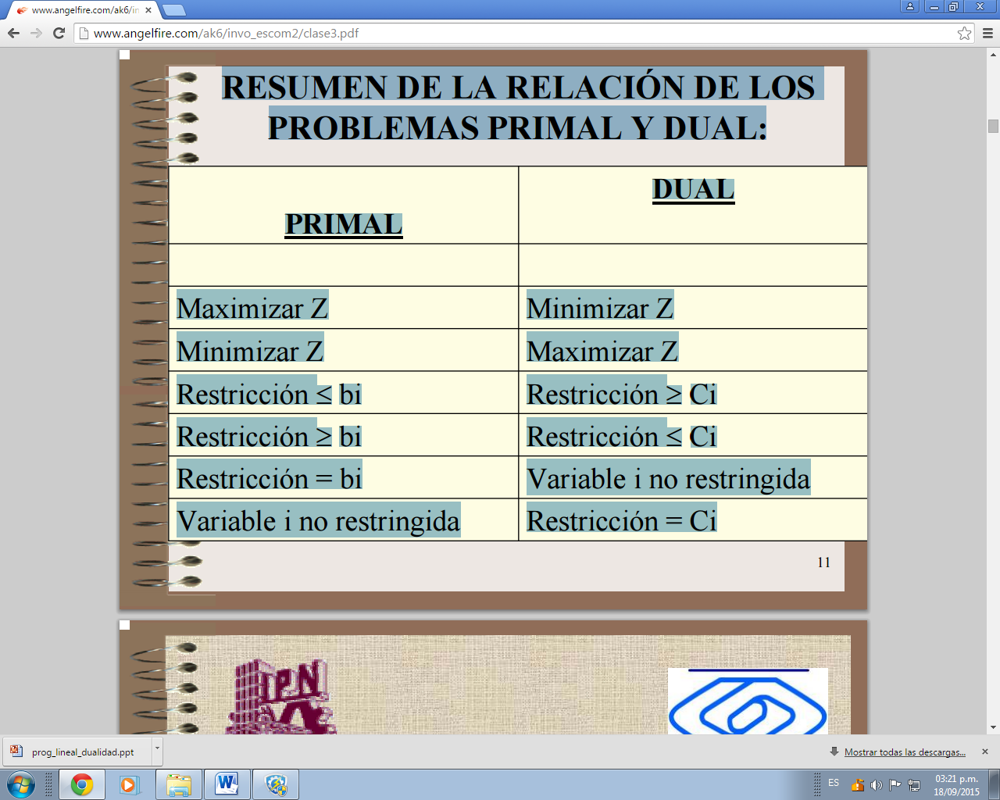 www.angelfire.com/ak6/in
www.angelfire.com/ak6/invo_escom2/clase3.pdf
RESUMEN DE LA RELACIÓN DE LOS
PROBLEMAS PRIMAL Y DUAL:
PRIMAL DUAL
Maximizar Z Minimizar Z
Minimizar Z Maximizar Z
Restricción ≤ bi Restricción ≥ Ci
Restricción ≥ bi Restricción ≤ Ci
Restricción = bi Variable i no restringida
Variable i no restringida Restricción = Ci
11
IPN
prog_lineal_dualidad.ppt Mostrar todas las descargas...
ES 03:21 p.m.
18/09/2015